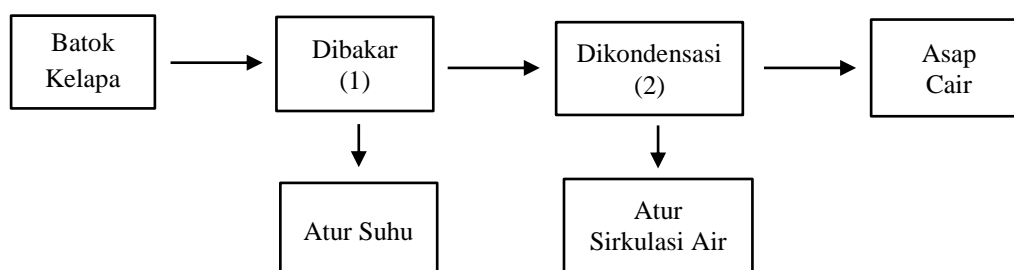 Batok
Kelapa
Dibakar
(1)
Dikondensasi
(2)
Asap
Cair
Atur Suhu
Atur
Sirkulasi Air